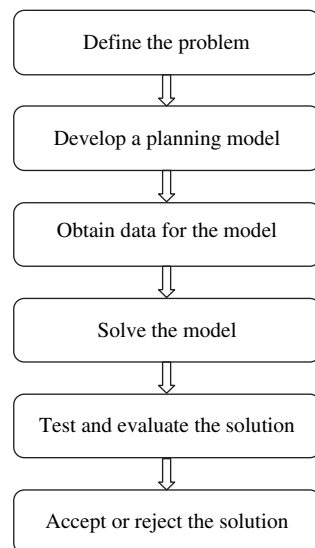 Define the problem
Develop a planning model
Obtain data for the model
Solve the model
Test and evaluate the solution
Accept or reject the solution